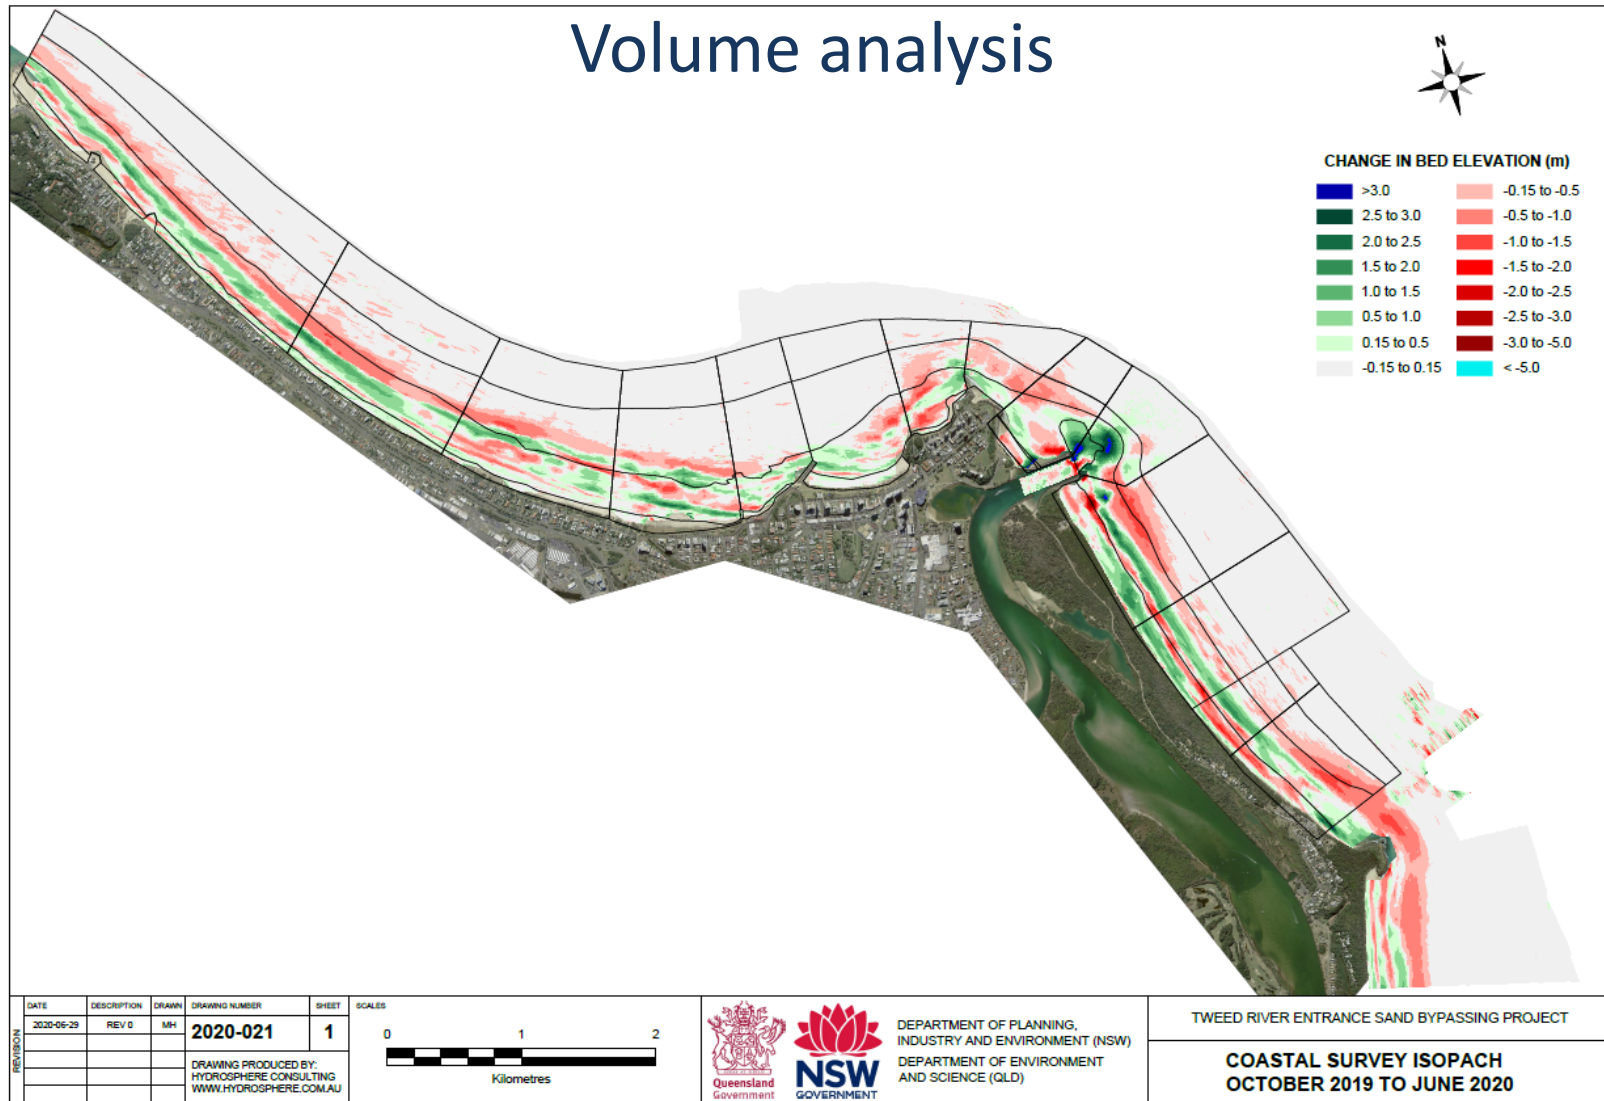 Volume analysis
N
CHANGE IN BED ELEVATION (m)
>3.0
2.5 to 3.0
2.0 to 2.5
1.5 to 2.0
1.0 to 1.5
0.5 to 1.0
0.15 to 0.5
-0.15 to 0.15
-0.15 to -0.5
-0.5 to -1.0
-1.0 to -1.5
-1.5 to -2.0
-2.0 to -2.5
-2.5 to -3.0
-3.0 to -5.0
< -5.0
REVISION
DATE
DESCRIPTION
DRAWN
2020-06-29
REV 0
MH
DRAWING NUMBER
2020-021
SHEET
1
DRAWING PRODUCED BY:
HYDROSPHERE CONSULTING
WWW.HYDROSPHERE.COM.AU
SCALES
0 1 2
Kilometres
Queensland
Government
NSW
GOVERNMENT
DEPARTMENT OF PLANNING,
INDUSTRY AND ENVIRONMENT (NSW)
DEPARTMENT OF ENVIRONMENT
AND SCIENCE (QLD)
TWEED RIVER ENTRANCE SAND BYPASSING PROJECT
COASTAL SURVEY ISOPACH
OCTOBER 2019 TO JUNE 2020